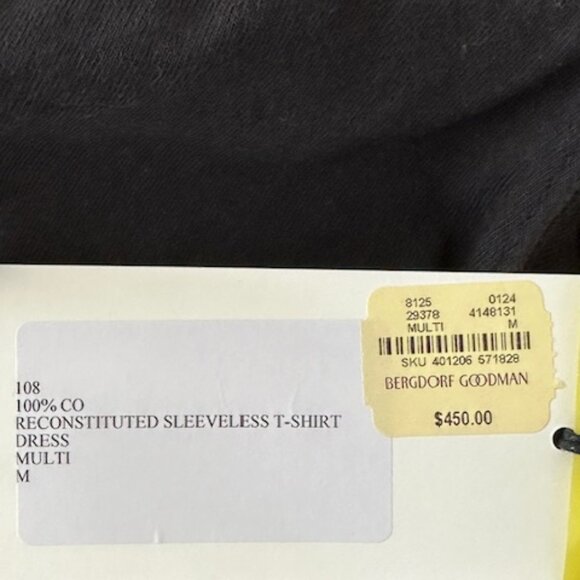 108
100% CO
RECONSTITUTED SLEEVELESS T-SHIRT
DRESS
MULTI
M
8125 0124
29378 4148131
MULTI M
SKU 401206 571828
BERGDORF GOODMAN
$450.00